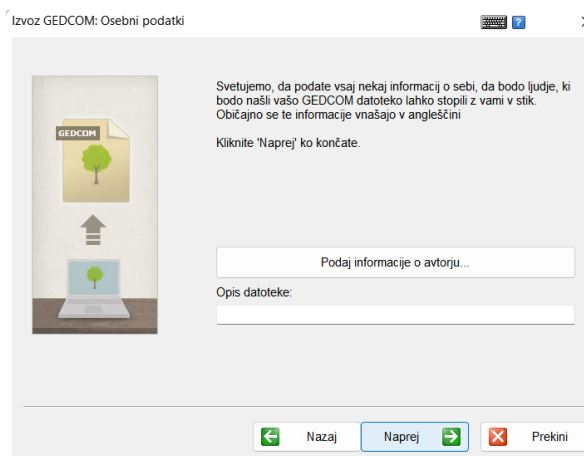 Izvoz GEDCOM: Osebni podatki
?
Svetujemo, da podate vsaj nekaj informacij o sebi, da bodo ljudje, ki
bodo našli vašo GEDCOM datoteko lahko stopili z vami v stik.
Običajno se te informacije vnašajo v angleščini
Kliknite 'Naprej' ko končate.
GEDCOM
Podaj informacije o avtorju...
Opis datoteke:
Nazaj
Naprej
Prekini